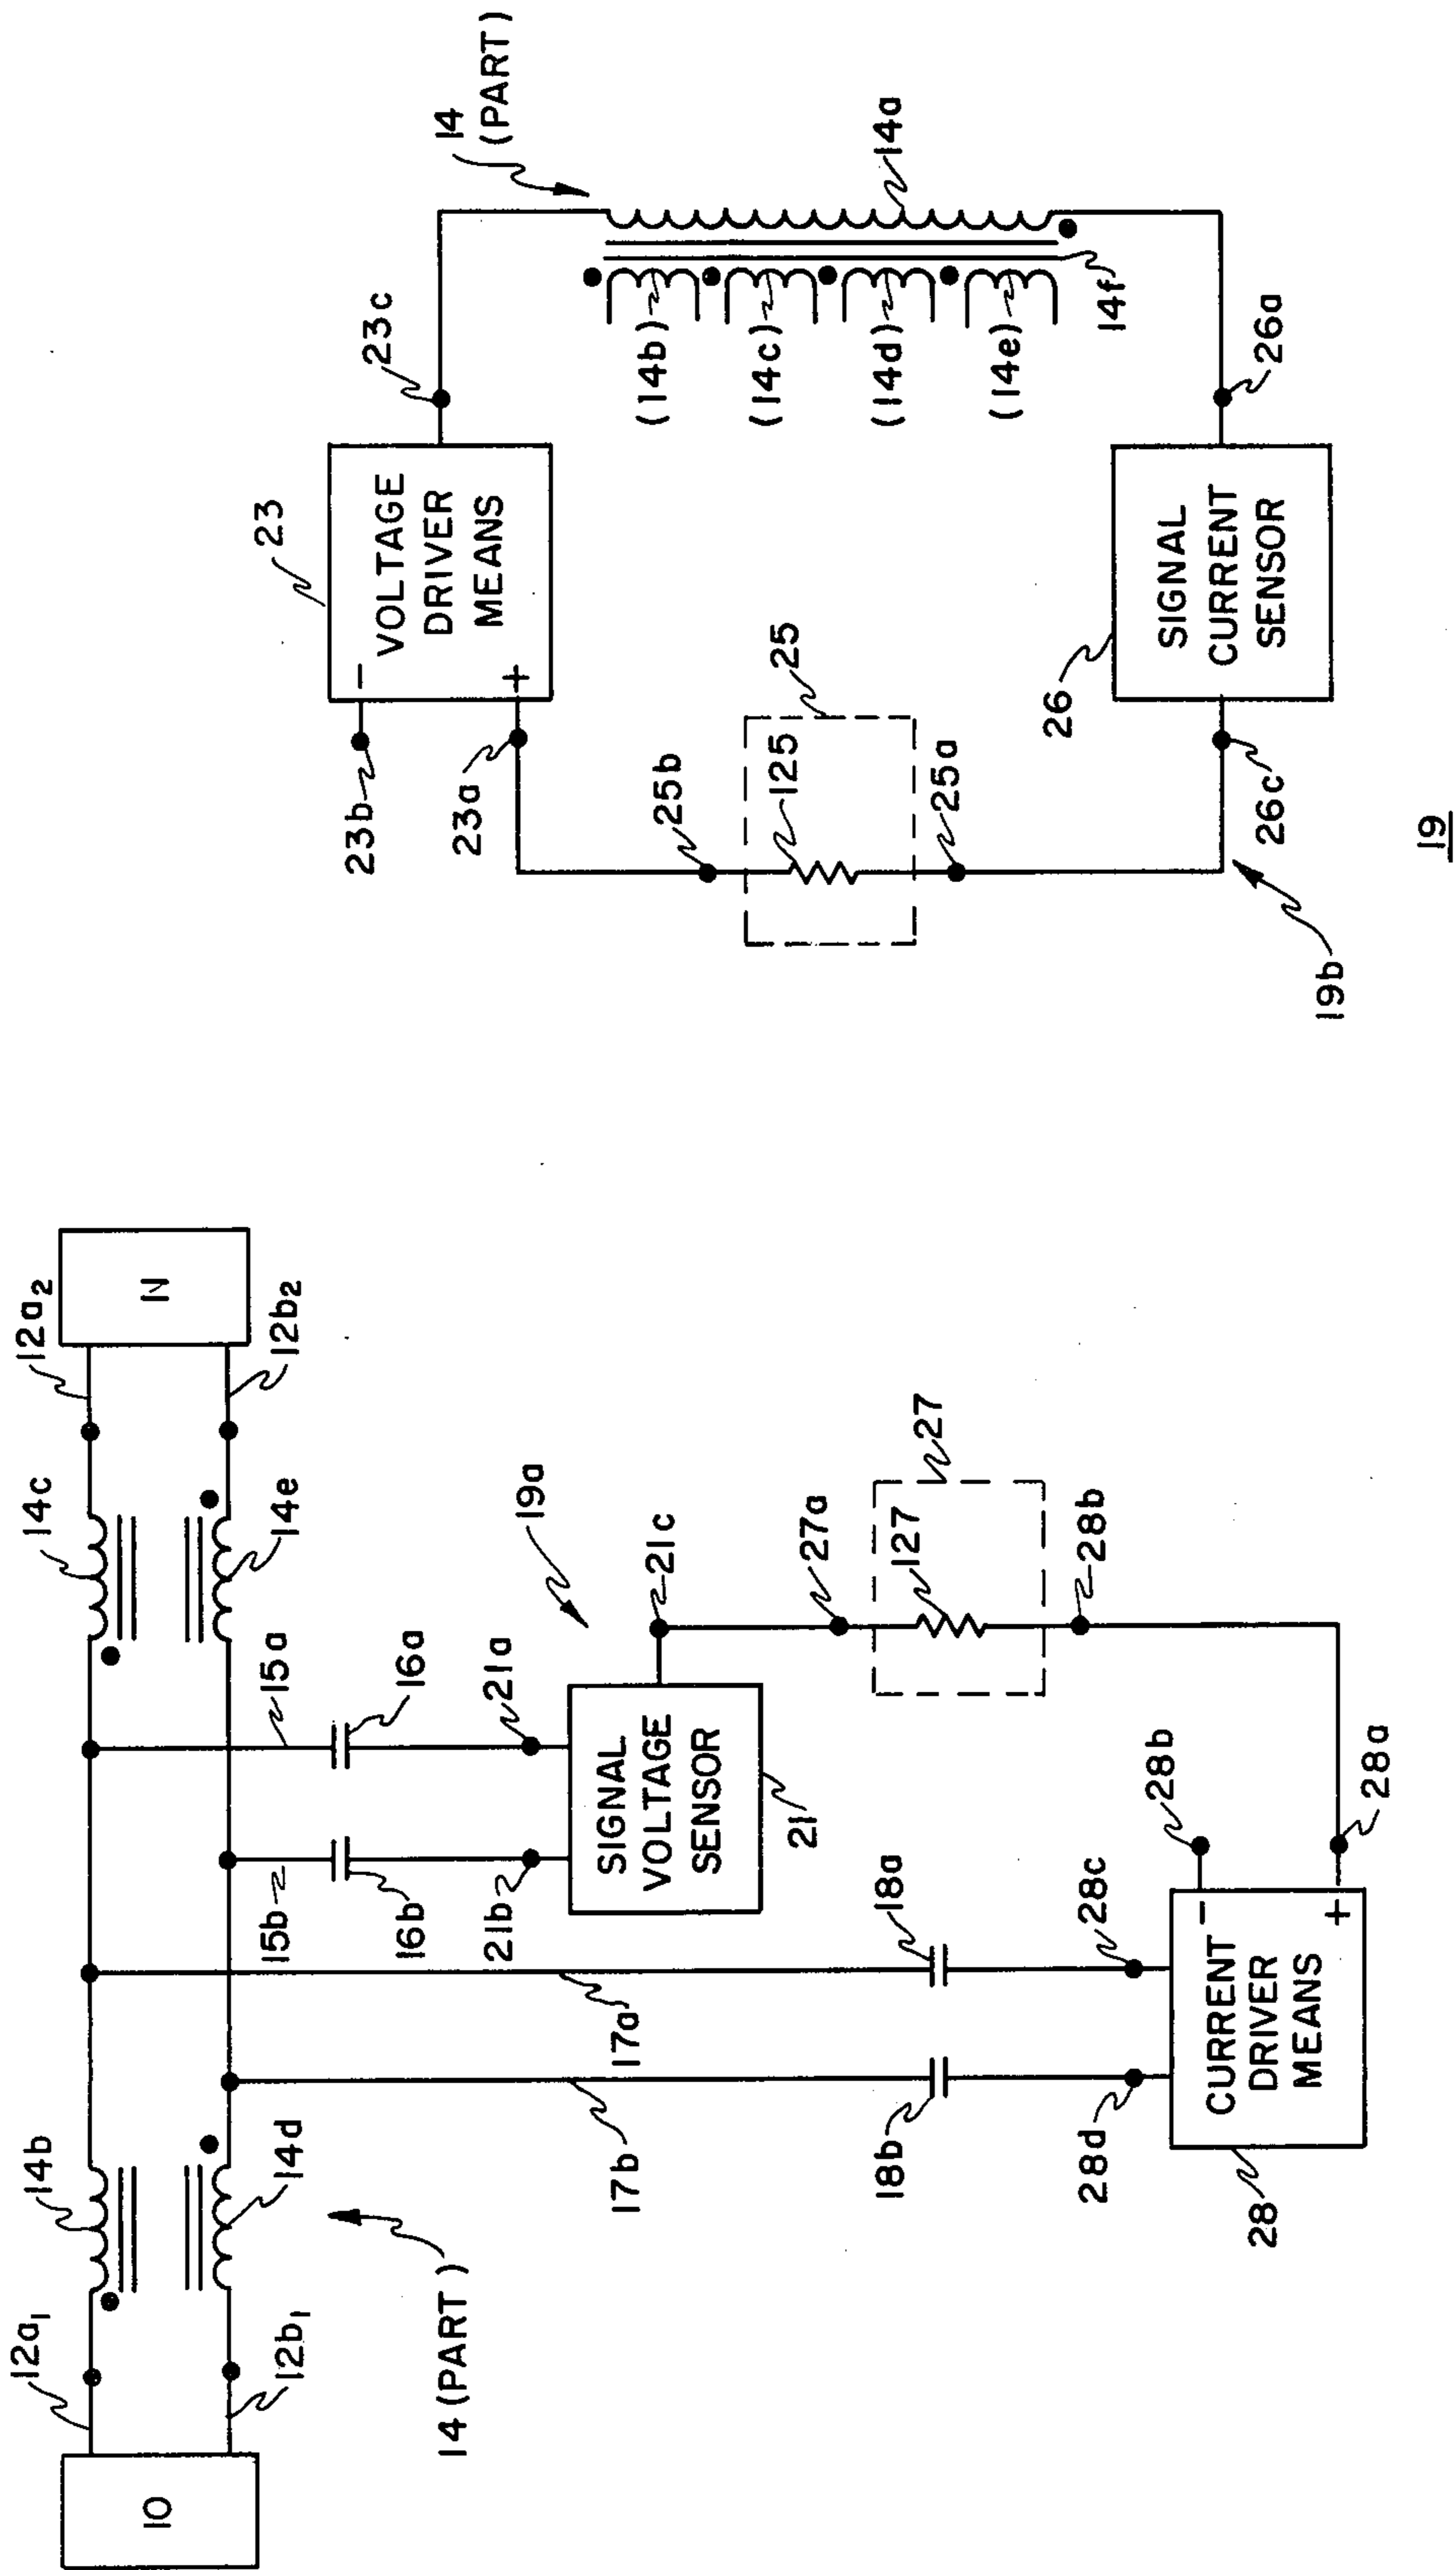 12a1
14b
14c
12a2
10
N
12b1
14d
14e
12b2
14 (PART)
15b
15a
16b
16a
21b
21a
19a
17a
17b
SIGNAL
VOLTAGE
SENSOR
21
21c
27a
27
127
28b
18b
18a
28d
28c
28b
CURRENT
DRIVER
MEANS
-
+
28
28a
23
23b
-
VOLTAGE
DRIVER
MEANS
+
23a
23c
14
(PART)
25b
25
125
25a
(14b)
(14c)
(14d)
(14e)
14a
14f
26
SIGNAL
CURRENT
SENSOR
26a
26c
19b
19